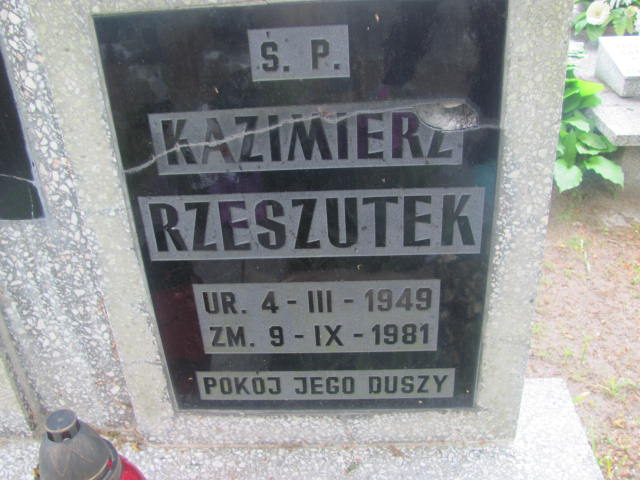 Ś. P.
KAZIMIERZ
RZESZUTEK
UR. 4 - III - 1949
ZM. 9 - IX - 1981
POKÓJ JEGO DUSZY